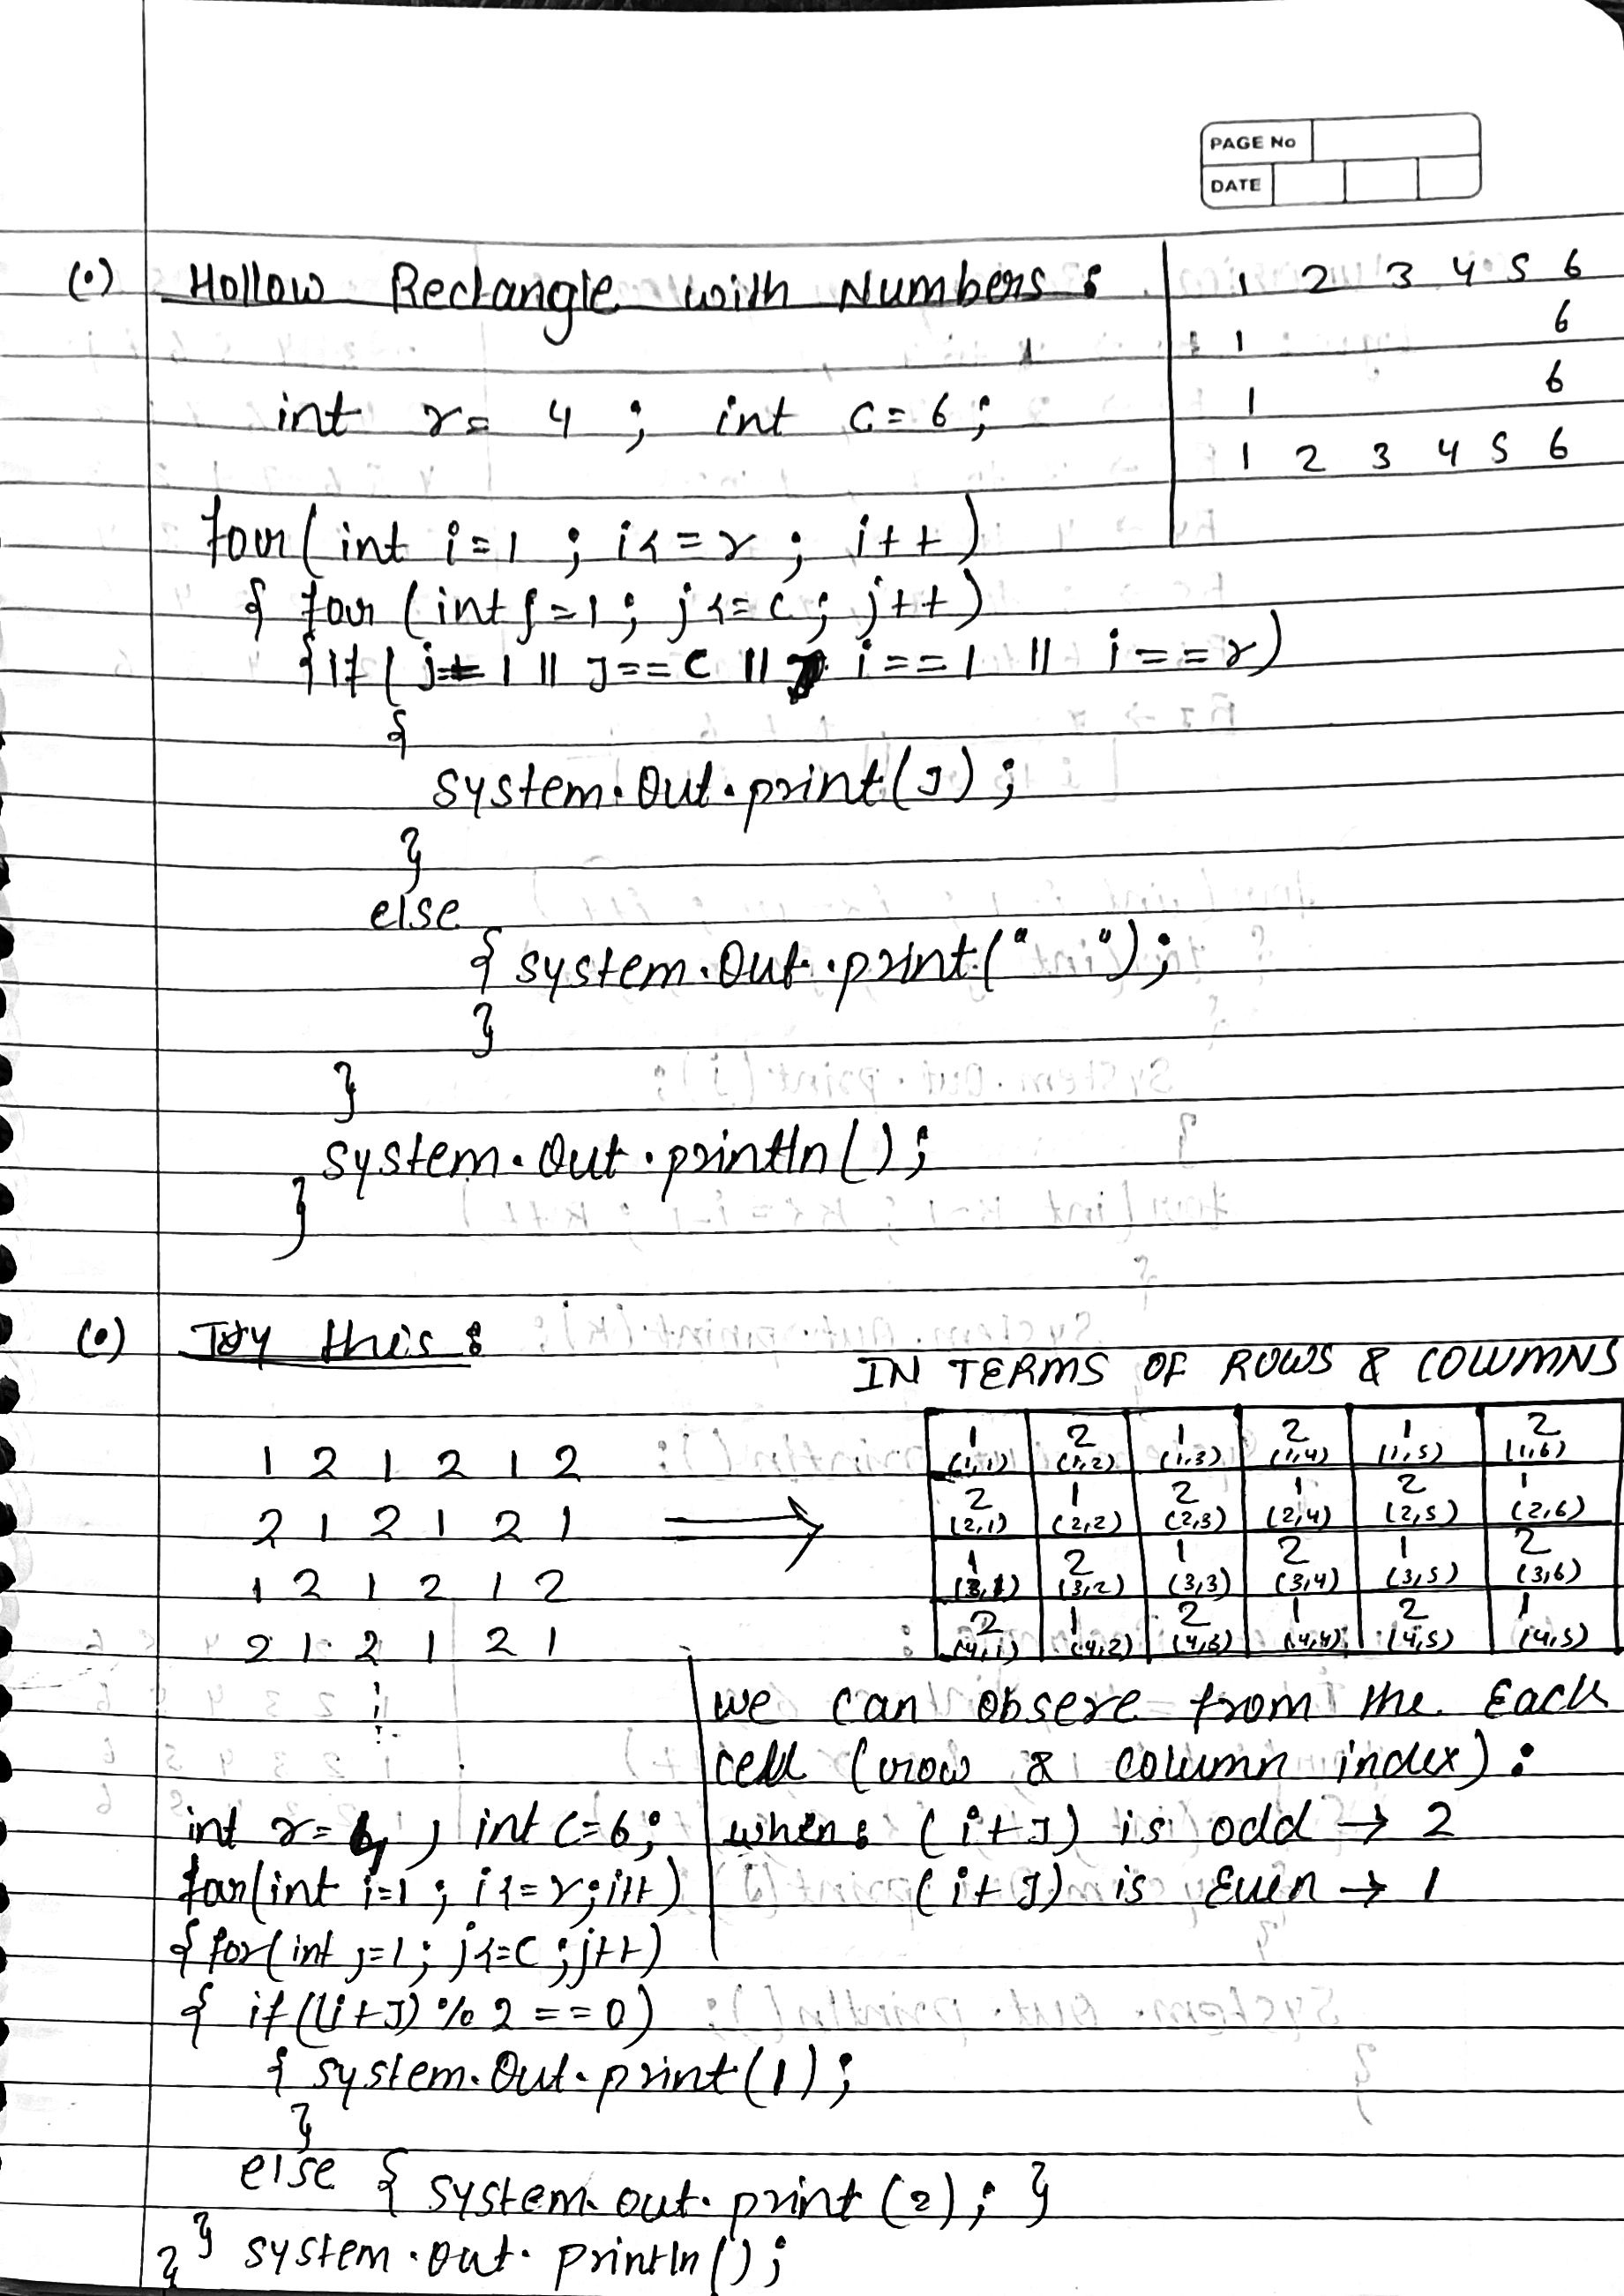 PAGE No
DATE
(•) Hollow Rectangle with Numbers :
1 2 3 4 5 6
1 6
1 6
1 2 3 4 5 6
int r = 4 ; int c = 6 ;
for ( int i = 1 ; i <= r ; i++ )
{ for ( int j = 1 ; j <= c ; j++ )
{ if ( j == 1 || J == C || i == 1 || i == r )
{
system.Out.print(J) ;
}
else
{ system.Out.print(" ") ;
}
}
system.Out.println() ;
}
(•) Try this :
IN TERMS OF ROWS & COLUMNS
1 2 1 2 1 2
2 1 2 1 2 1
1 2 1 2 1 2
2 1 2 1 2 1
1 2 1 2 1 2
(1,1) (1,2) (1,3) (1,4) (1,5) (1,6)
2 1 2 1 2 1
(2,1) (2,2) (2,3) (2,4) (2,5) (2,6)
1 2 1 2 1 2
(3,1) (3,2) (3,3) (3,4) (3,5) (3,6)
2 1 2 1 2 1
(4,1) (4,2) (4,3) (4,4) (4,5) (4,5)
we can obsere from the Each
cell (row & column index) :
when : (i+J) is odd → 2
(i+J) is Even → 1
int r = 4 ; int C=6 ;
for(int i=1 ; i<=r ; i++)
{ for(int j=1 ; j<=C ; j++)
{ if ((i+J) % 2 == 0)
{ system.Out.print(1) ;
}
else { system.out.print(2) ; }
}
} system.out.println() ;